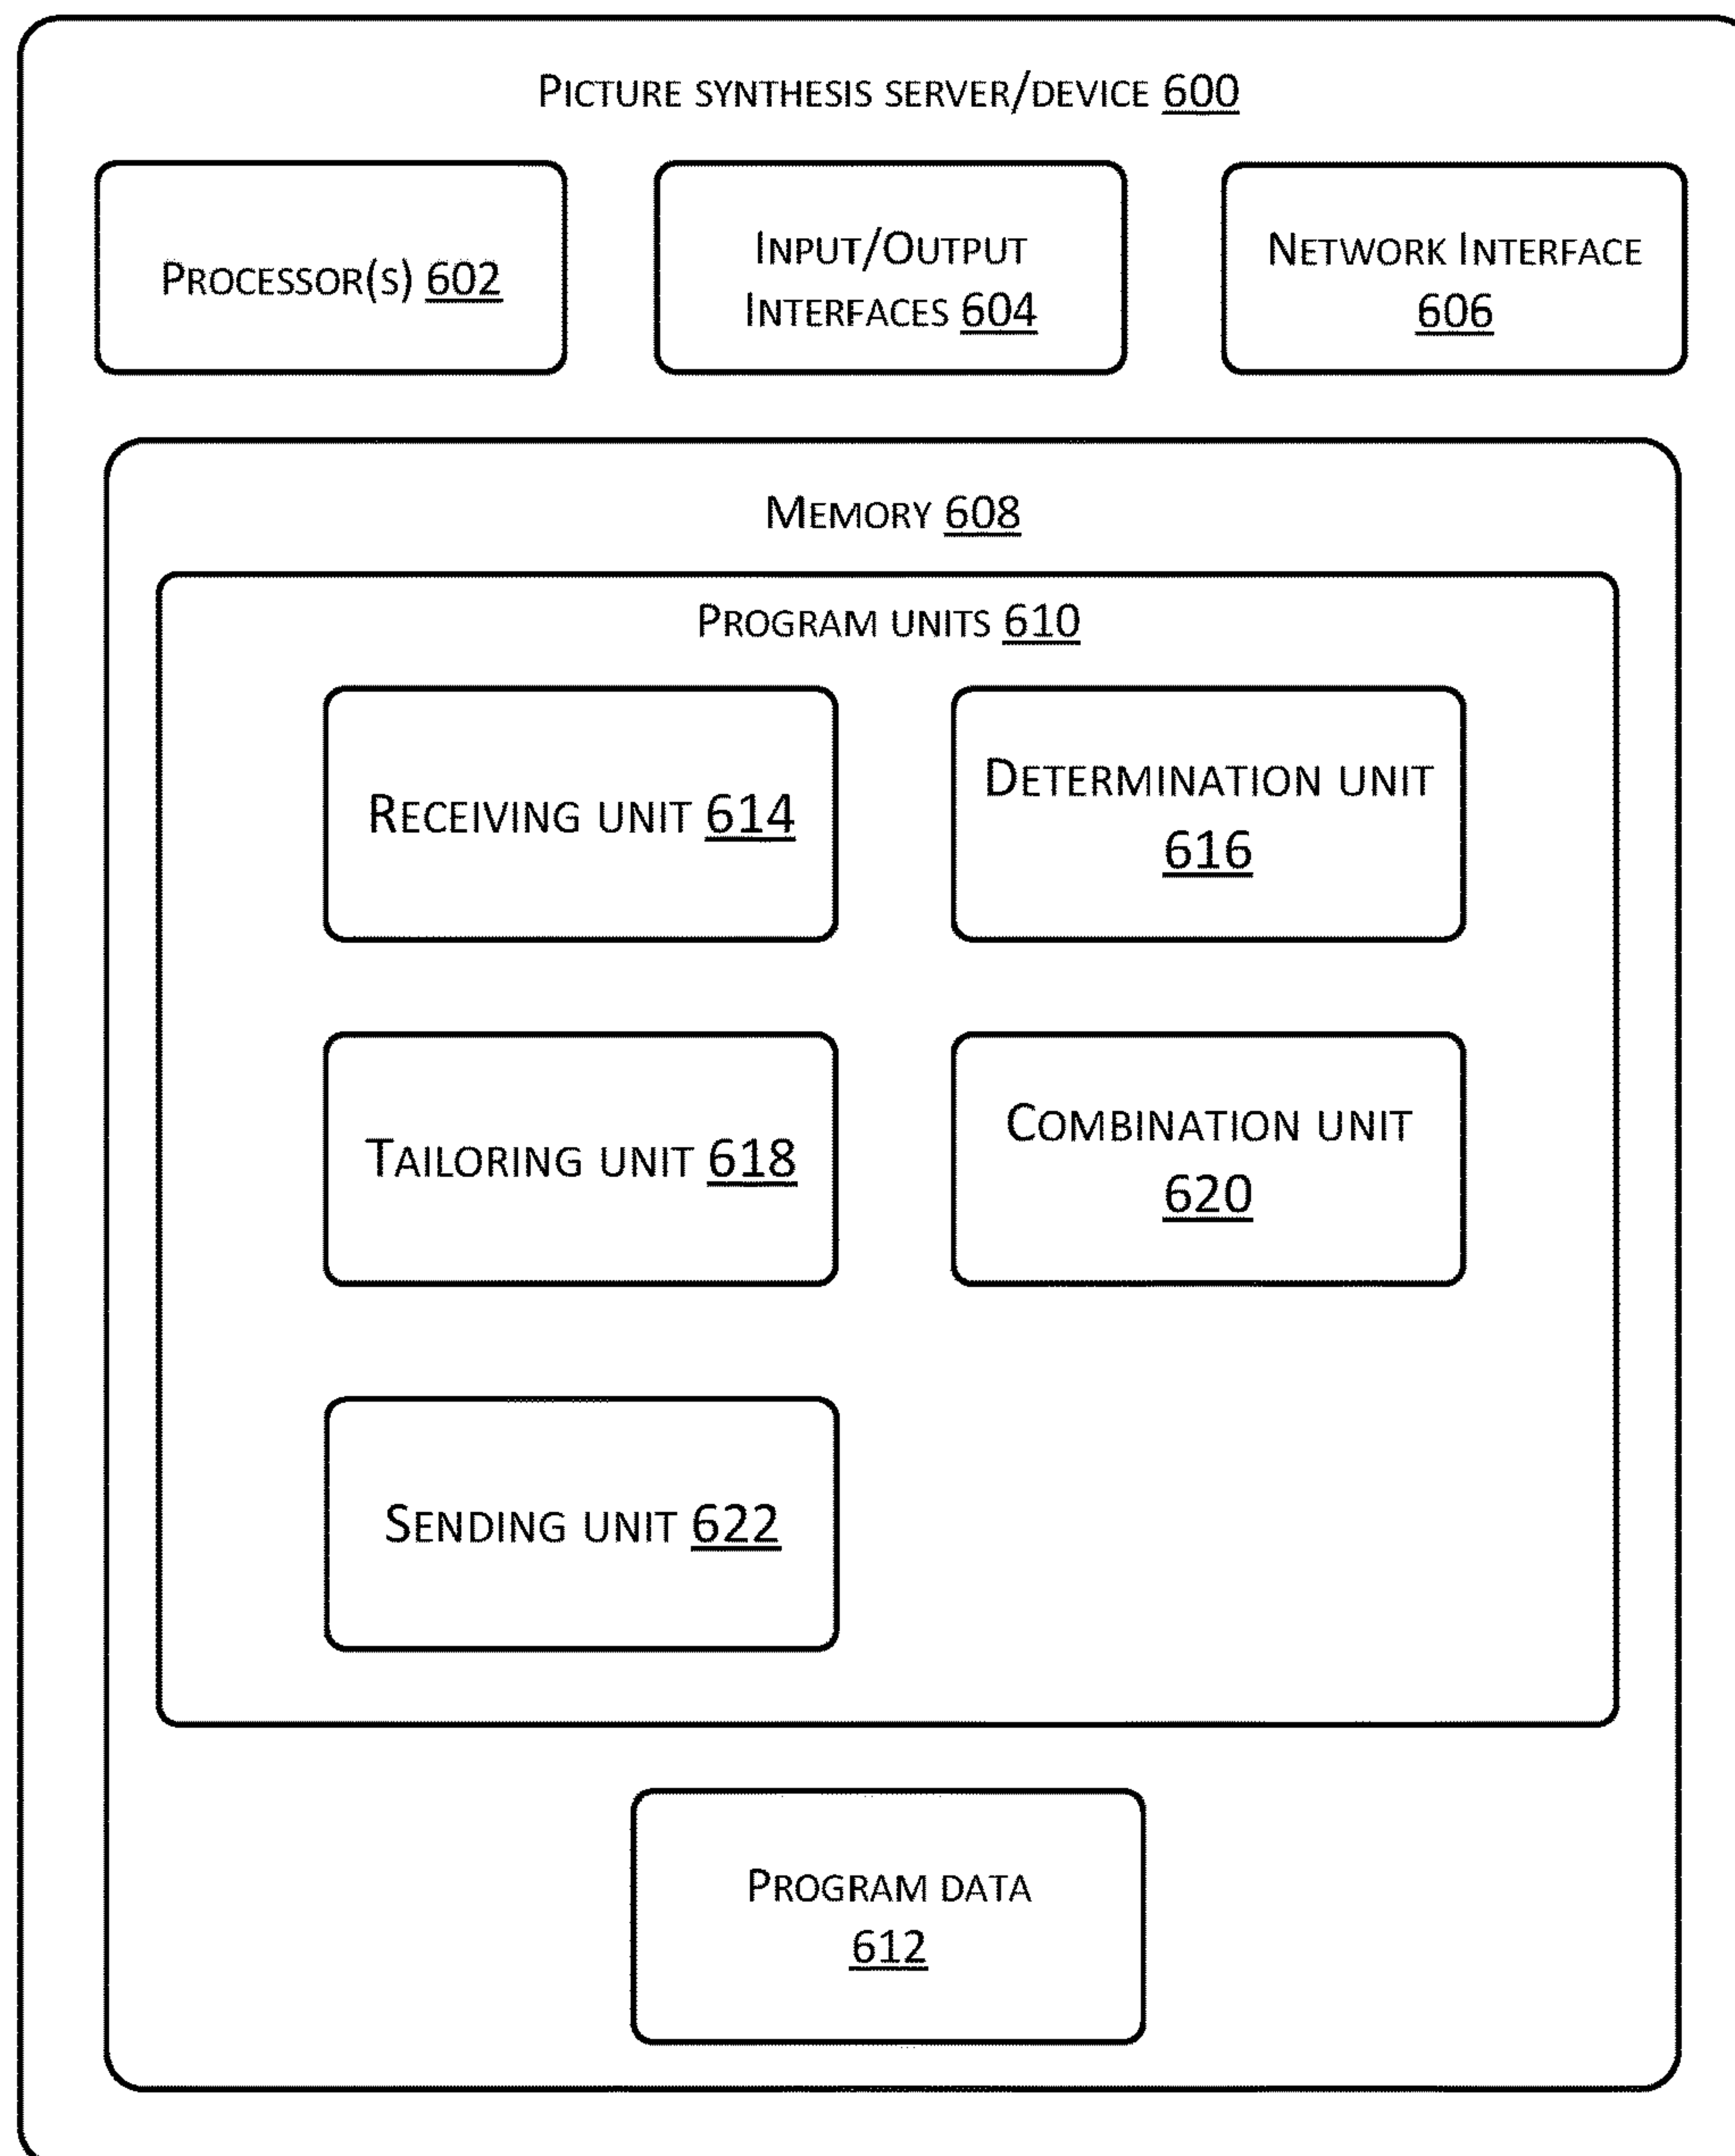 PICTURE SYNTHESIS SERVER/DEVICE 600
PROCESSOR(S) 602
INPUT/OUTPUT
INTERFACES 604
NETWORK INTERFACE
606
MEMORY 608
PROGRAM UNITS 610
RECEIVING UNIT 614
DETERMINATION UNIT
616
TAILORING UNIT 618
COMBINATION UNIT
620
SENDING UNIT 622
PROGRAM DATA
612